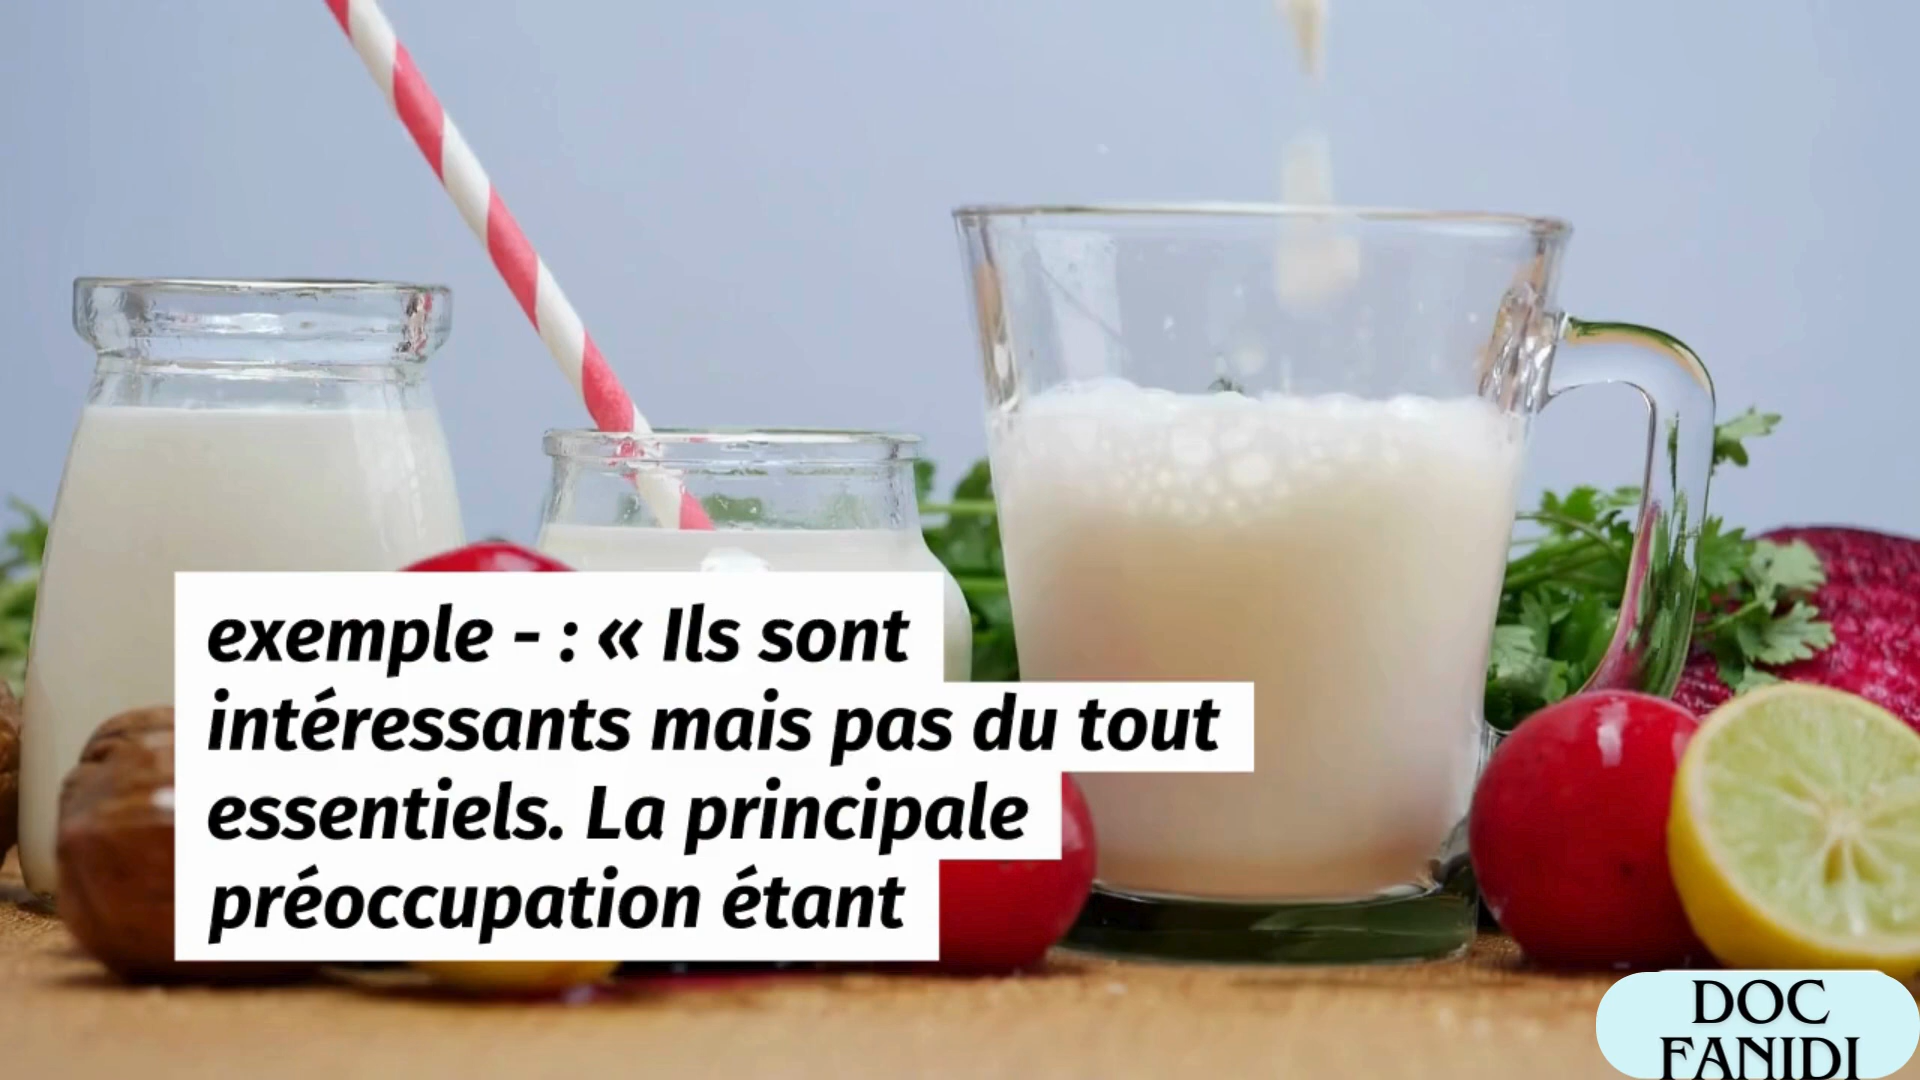 exemple - : « Ils sont
intéressants mais pas du tout
essentiels. La principale
préoccupation étant
DOC
FANIDI